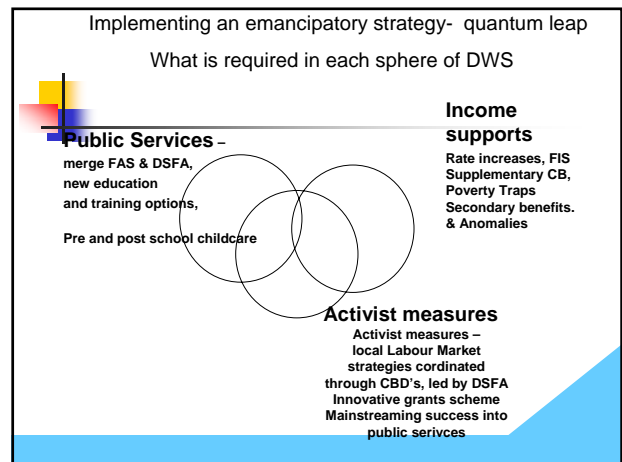 Implementing an emancipatory strategy- quantum leap
What is required in each sphere of DWS
Public Services –
merge FAS & DSFA,
new education
and training options,
Pre and post school childcare
Income
supports
Rate increases, FIS
Supplementary CB,
Poverty Traps
Secondary benefits.
& Anomalies
Activist measures
Activist measures –
local Labour Market
strategies cordinated
through CBD's, led by DSFA
Innovative grants scheme
Mainstreaming success into
public serivces